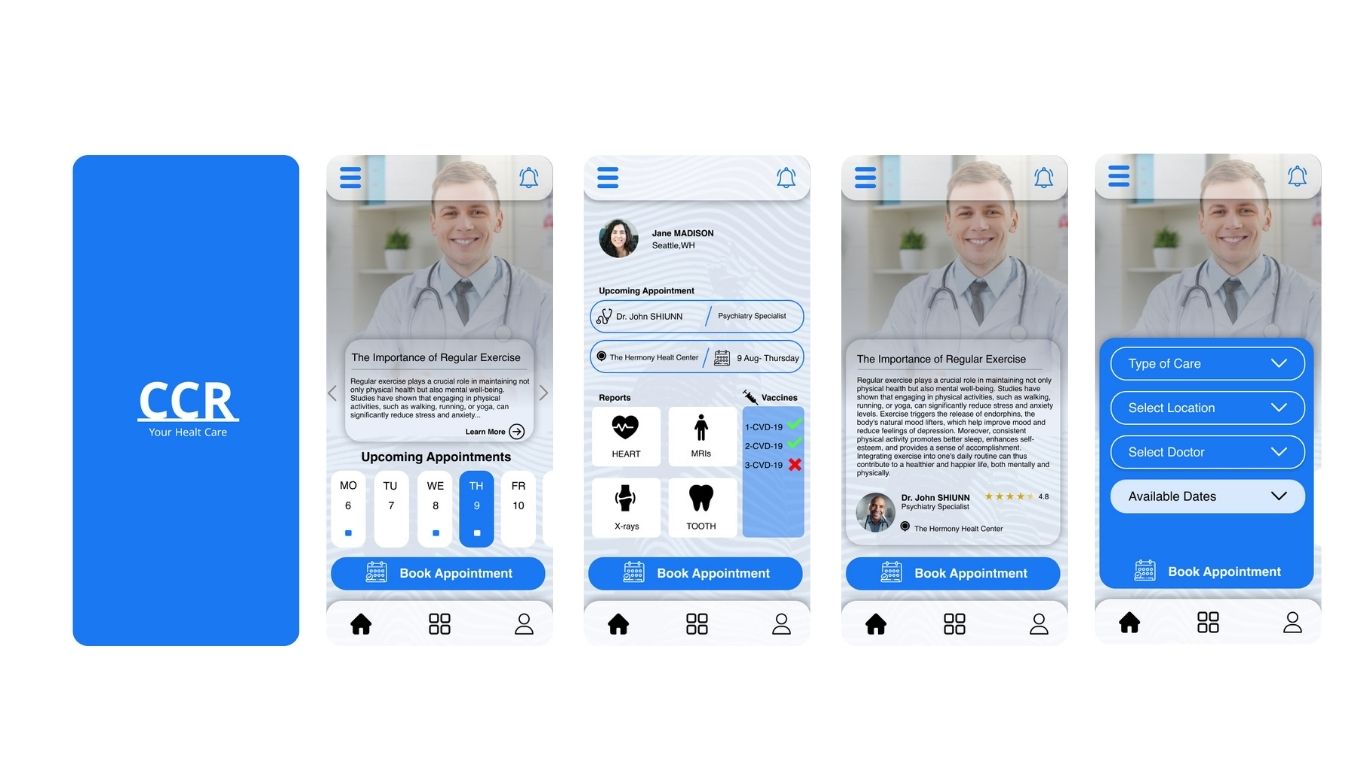 CCR
Your Healt Care
The Importance of Regular Exercise
Regular exercise plays a crucial role in maintaining not
only physical health but also mental well-being.
Studies have shown that engaging in physical
activities, such as walking, running, or yoga, can
significantly reduce stress and anxiety...
Learn More
Upcoming Appointments
MO TU WE TH FR
6 7 8 9 10
Book Appointment
Jane MADISON
Seattle,WH
Upcoming Appointment
Dr. John SHIUNN / Psychiatry Specialist
The Hermony Healt Center / 9 Aug- Thursday
Reports
Vaccines
HEART
MRIs
X-rays
TOOTH
1-CVD-19
2-CVD-19
3-CVD-19
Book Appointment
The Importance of Regular Exercise
Regular exercise plays a crucial role in maintaining not
only physical health but also mental well-being. Studies have
shown that engaging in physical activities, such as walking,
running, or yoga, can significantly reduce stress and anxiety
levels. Exercise triggers the release of endorphins, the
body's natural mood lifters, which help improve mood and
reduce feelings of depression. Moreover, consistent
physical activity promotes better sleep, enhances self-
esteem, and provides a sense of accomplishment.
Integrating exercise into one's daily routine can thus
contribute to a healthier and happier life, both mentally and
physically.
Dr. John SHIUNN
4.8
Psychiatry Specialist
The Hermony Healt Center
Book Appointment
Type of Care
Select Location
Select Doctor
Available Dates
Book Appointment